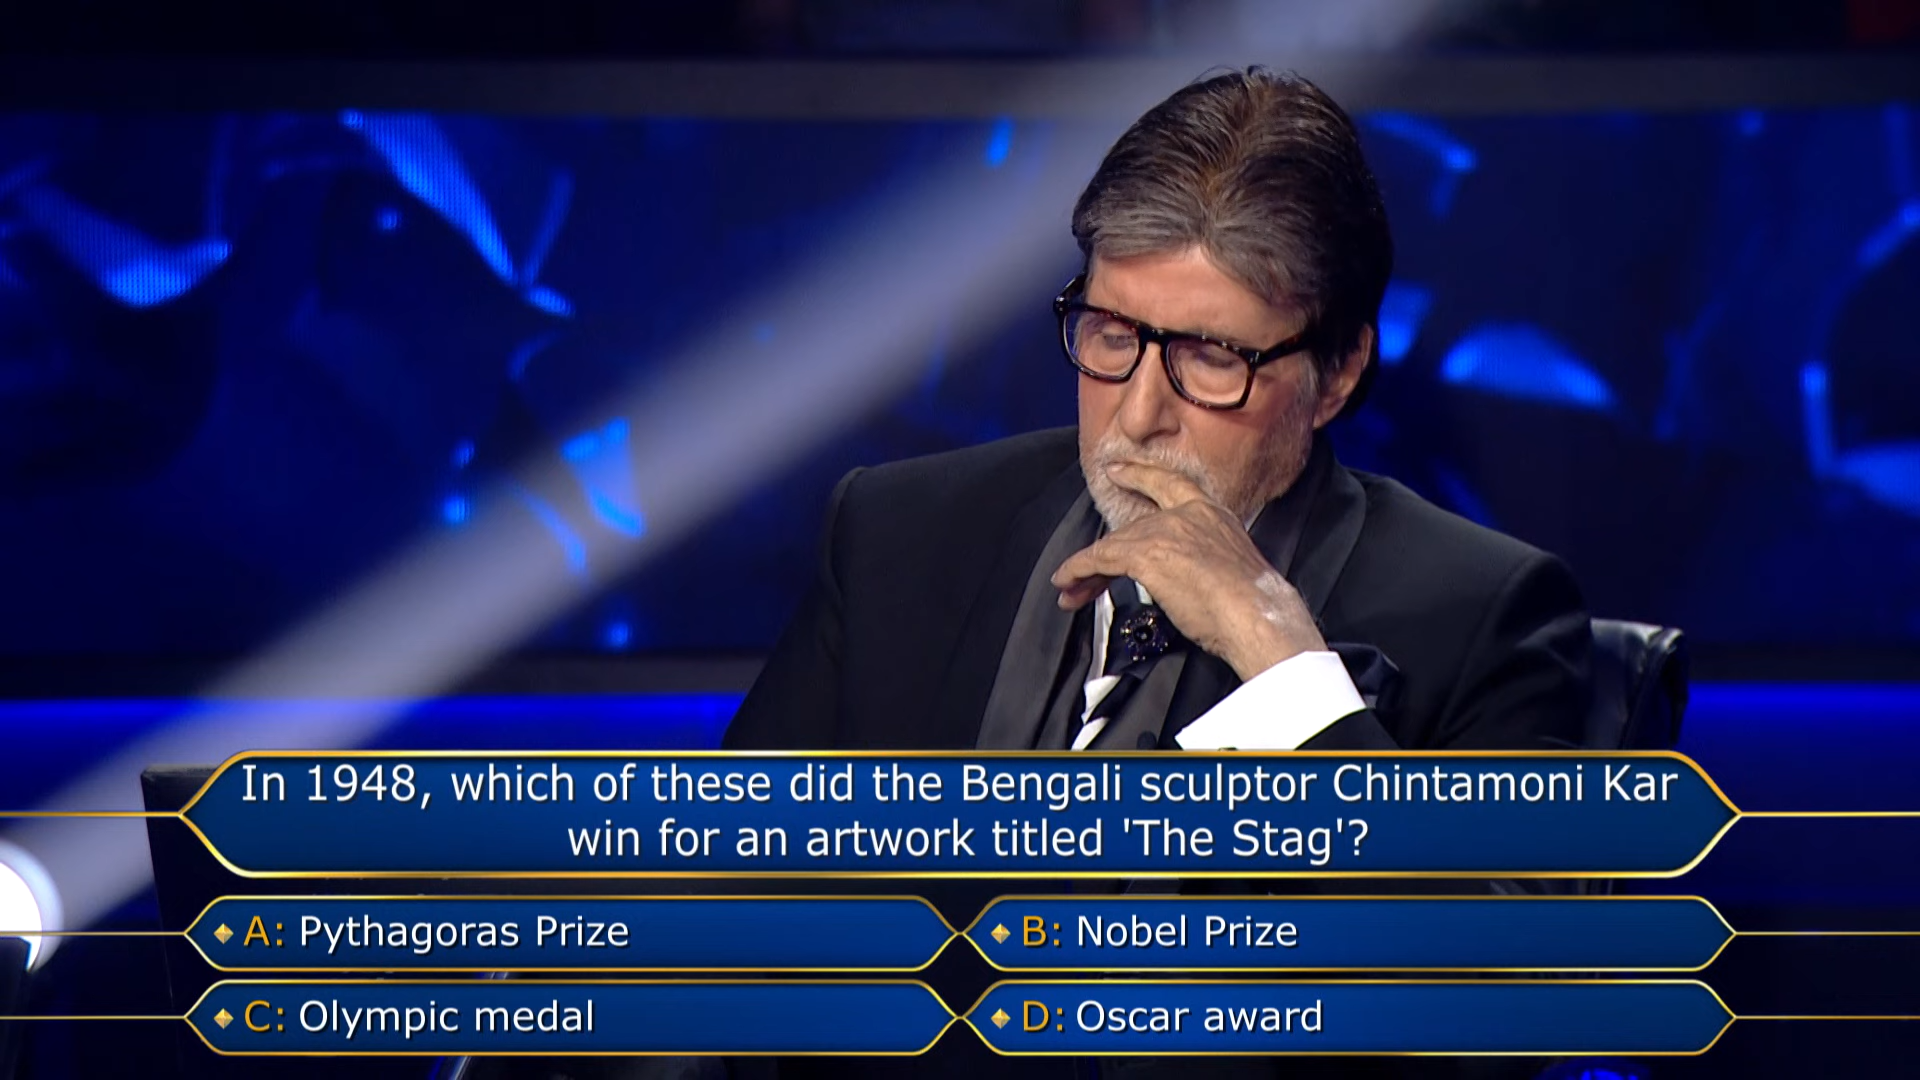 In 1948, which of these did the Bengali sculptor Chintamoni Kar
win for an artwork titled 'The Stag'?
A: Pythagoras Prize
B: Nobel Prize
C: Olympic medal
D: Oscar award